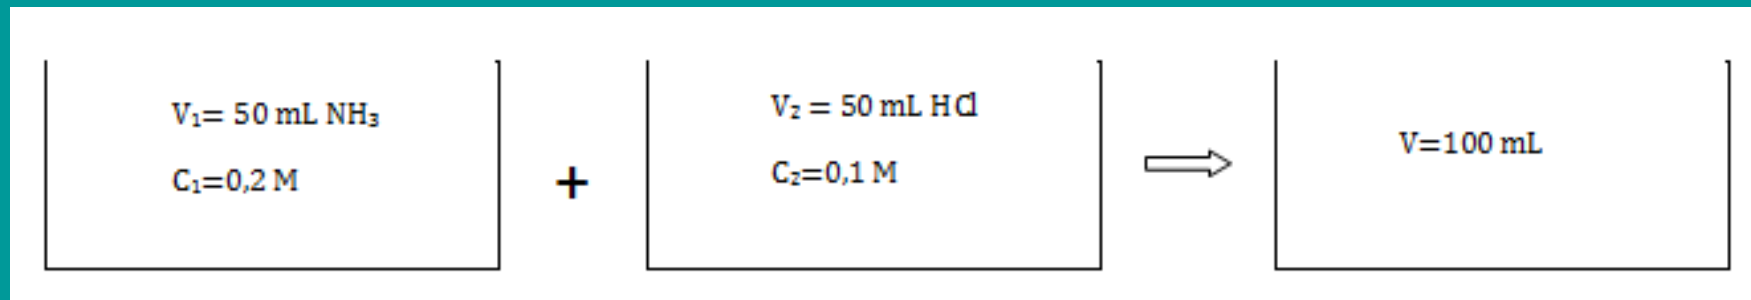 V₁= 50 mL NH₃
C₁=0,2 M
+
V₂ = 50 mL HCl
C₂=0,1 M
V=100 mL